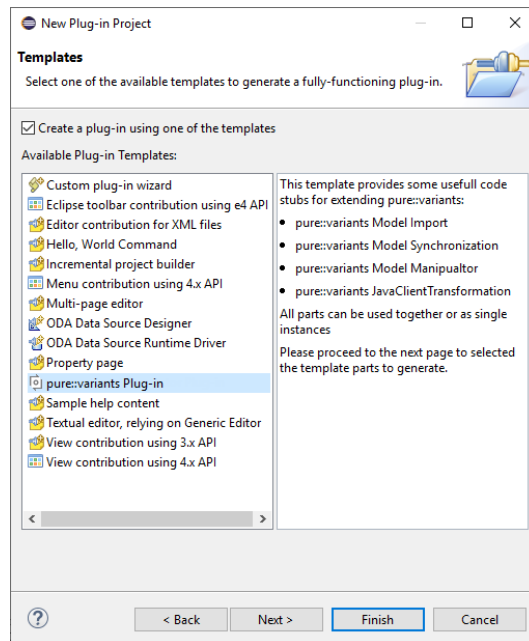 New Plug-in Project
Templates
Select one of the available templates to generate a fully-functioning plug-in.
Create a plug-in using one of the templates
Available Plug-in Templates:
Custom plug-in wizard
Eclipse toolbar contribution using e4 API
Editor contribution for XML files
Hello, World Command
Incremental project builder
Menu contribution using 4.x API
Multi-page editor
ODA Data Source Designer
ODA Data Source Runtime Driver
Property page
pure::variants Plug-in
Sample help content
Textual editor, relying on Generic Editor
View contribution using 3.x API
View contribution using 4.x API
This template provides some usefull code
stubs for extending pure::variants:
• pure::variants Model Import
• pure::variants Model Synchronization
• pure::variants Model Manipualtor
• pure::variants JavaClientTransformation
All parts can be used together or as single
instances
Please proceed to the next page to selected
the template parts to generate.
? < Back Next > Finish Cancel